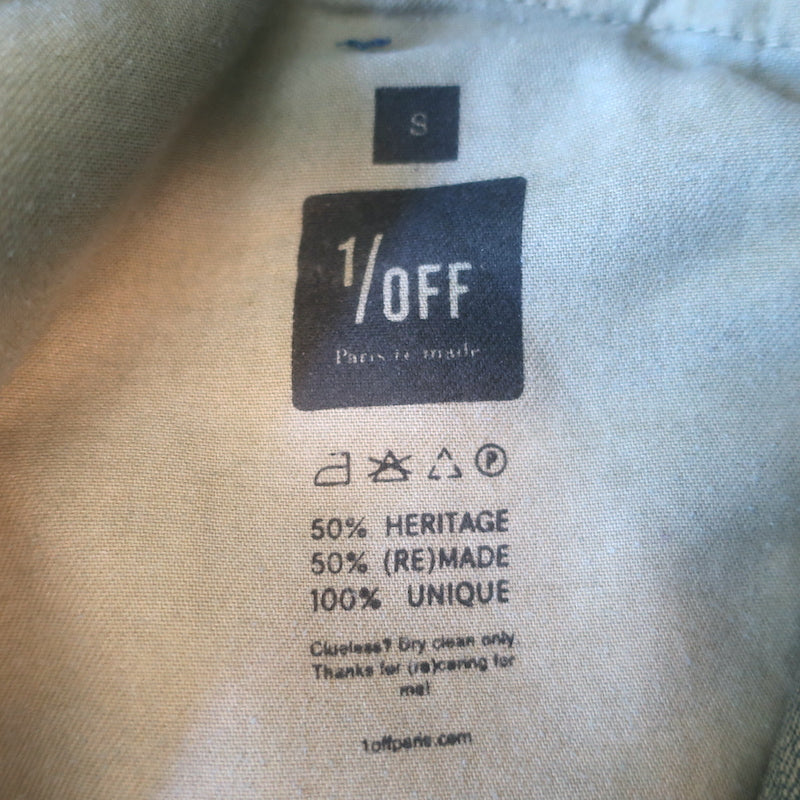 S
1/OFF
Paris re made
P
50% HERITAGE
50% (RE)MADE
100% UNIQUE
Clueless? Dry clean only
Thanks for (re)caring for
me!
1offparis.com